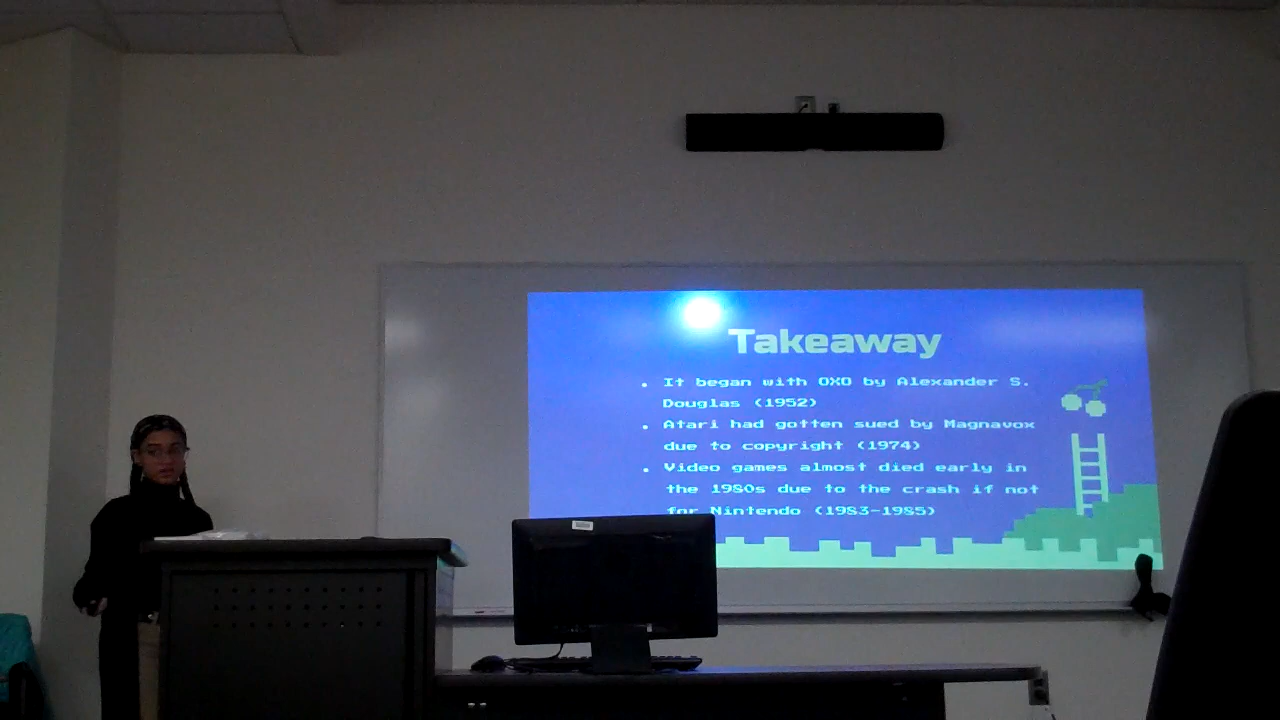 Takeaway
• It began with OXO by Alexander S.
Douglas (1952)
• Atari had gotten sued by Magnavox
due to copyright (1974)
• Video games almost died early in
the 1980s due to the crash if not
for Nintendo (1983-1985)